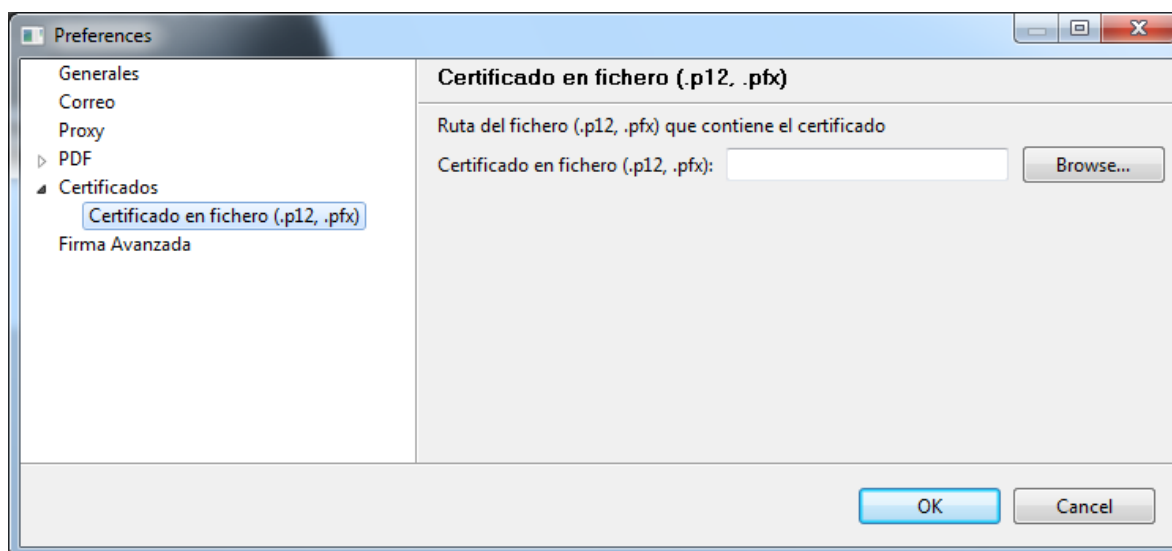 Preferences
Generales
Correo
Proxy
PDF
Certificados
Certificado en fichero (.p12, .pfx)
Firma Avanzada
Certificado en fichero (.p12, .pfx)
Ruta del fichero (.p12, .pfx) que contiene el certificado
Certificado en fichero (.p12, .pfx):
Browse...
OK
Cancel